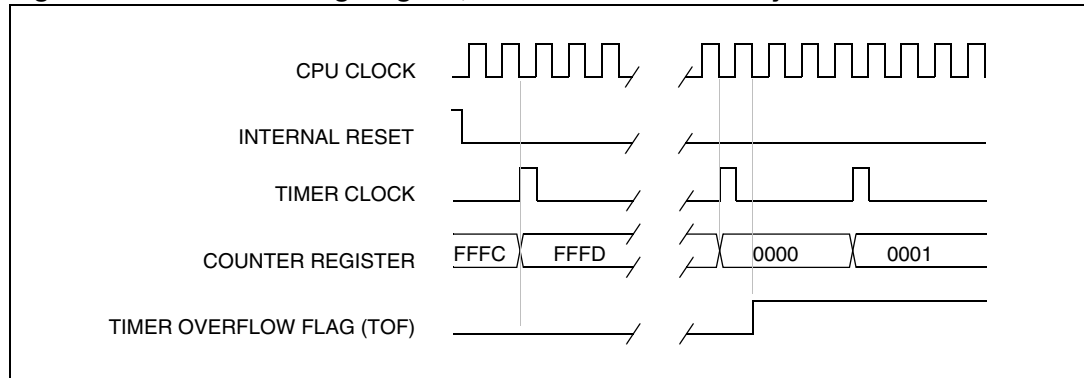 CPU CLOCK
INTERNAL RESET
TIMER CLOCK
COUNTER REGISTER FFFC FFFD 0000 0001
TIMER OVERFLOW FLAG (TOF)